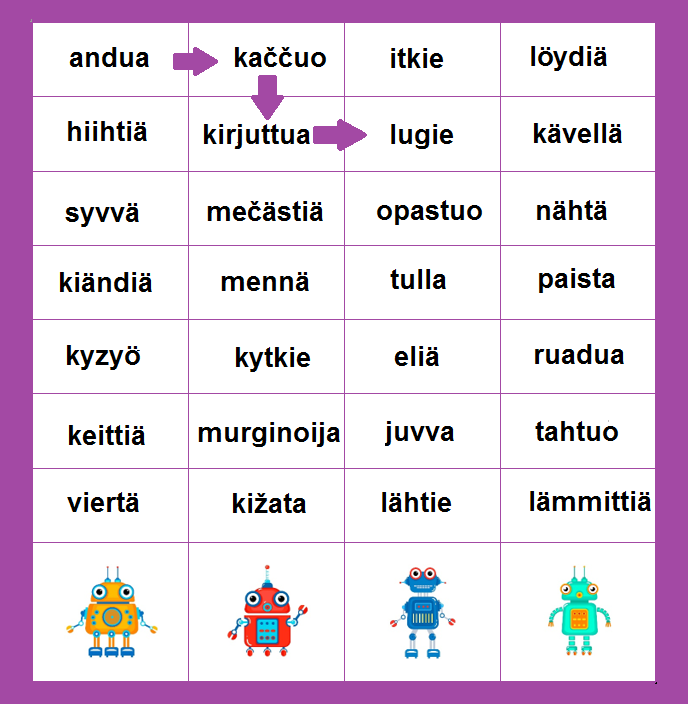 andua kaččuo itkie löydiä
hiihtiä kirjuttua lugie kävellä
syvvä mečästiä opastuo nähtä
kiändiä mennä tulla paista
kyzyö kytkie eliä ruadua
keittiä murginoija juvva tahtuo
viertä kižata lähtie lämmittiä